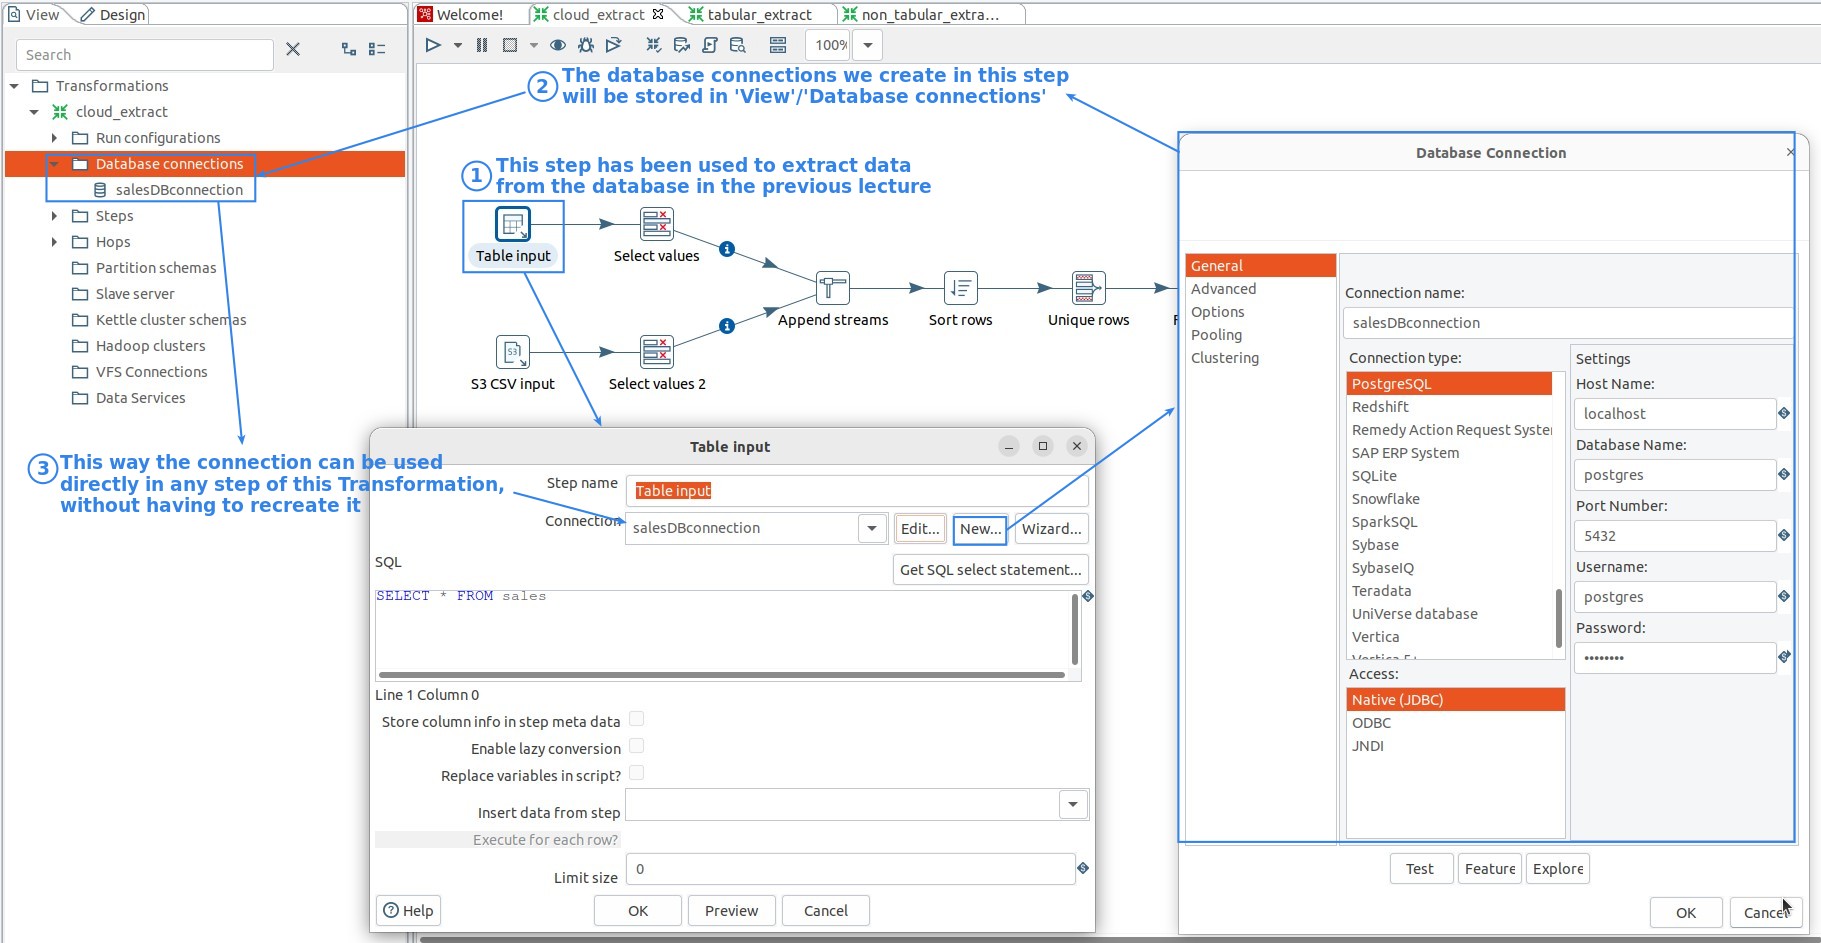 View
Design
Welcome!
cloud_extract
tabular_extract
non_tabular_extra...
Search
100%
Transformations
cloud_extract
Run configurations
Database connections
salesDBconnection
Steps
Hops
Partition schemas
Slave server
Kettle cluster schemas
Hadoop clusters
VFS Connections
Data Services
2 The database connections we create in this step
will be stored in 'View'/'Database connections'
1 This step has been used to extract data
from the database in the previous lecture
3 This way the connection can be used
directly in any step of this Transformation,
without having to recreate it
Table input
Select values
S3
S3 CSV input
Select values 2
Append streams
Sort rows
Unique rows
Table input
Step name
Table input
Connection
salesDBconnection
Edit...
New...
Wizard...
SQL
Get SQL select statement...
SELECT * FROM sales
Line 1 Column 0
Store column info in step meta data
Enable lazy conversion
Replace variables in script?
Insert data from step
Execute for each row?
Limit size
0
Help
OK
Preview
Cancel
Database Connection
General
Advanced
Options
Pooling
Clustering
Connection name:
salesDBconnection
Connection type:
PostgreSQL
Redshift
Remedy Action Request System
SAP ERP System
SQLite
Snowflake
SparkSQL
Sybase
SybaseIQ
Teradata
UniVerse database
Vertica
Access:
Native (JDBC)
ODBC
JNDI
Settings
Host Name:
localhost
Database Name:
postgres
Port Number:
5432
Username:
postgres
Password:
••••••••
Test
Feature
Explore
OK
Cancel